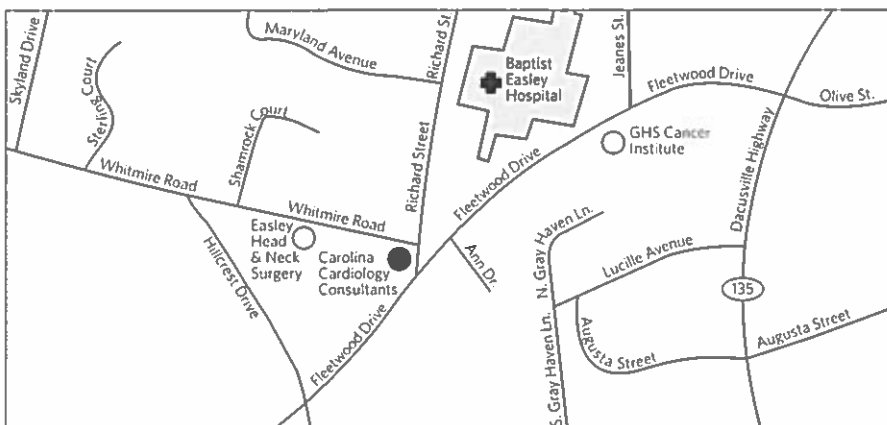 Skyland Drive
Sterling Court
Maryland Avenue
Richard St.
Baptist
Easley
Hospital
Jeanes St.
Fleetwood Drive
Olive St.
GHS Cancer
Institute
Shamrock Court
Whitmire Road
Richard Street
Fleetwood Drive
Dacusville Highway
Whitmire Road
Easley
Head
& Neck
Surgery
Carolina
Cardiology
Consultants
Hillcrest Drive
Ann Dr.
N. Gray Haven Ln.
Lucille Avenue
135
Fleetwood Drive
S. Gray Haven Ln.
Augusta Street
Augusta Street